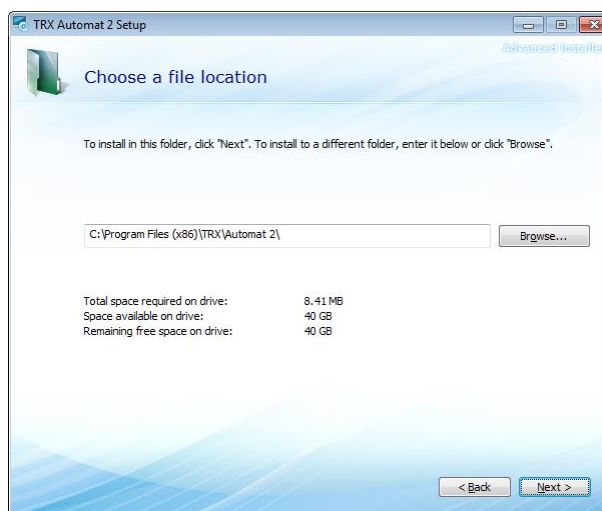 TRX Automat 2 Setup
Advanced Installer
Choose a file location
To install in this folder, click "Next". To install to a different folder, enter it below or click "Browse".
C:\Program Files (x86)\TRX\Automat 2\
Browse...
Total space required on drive: 8.41 MB
Space available on drive: 40 GB
Remaining free space on drive: 40 GB
< Back
Next >